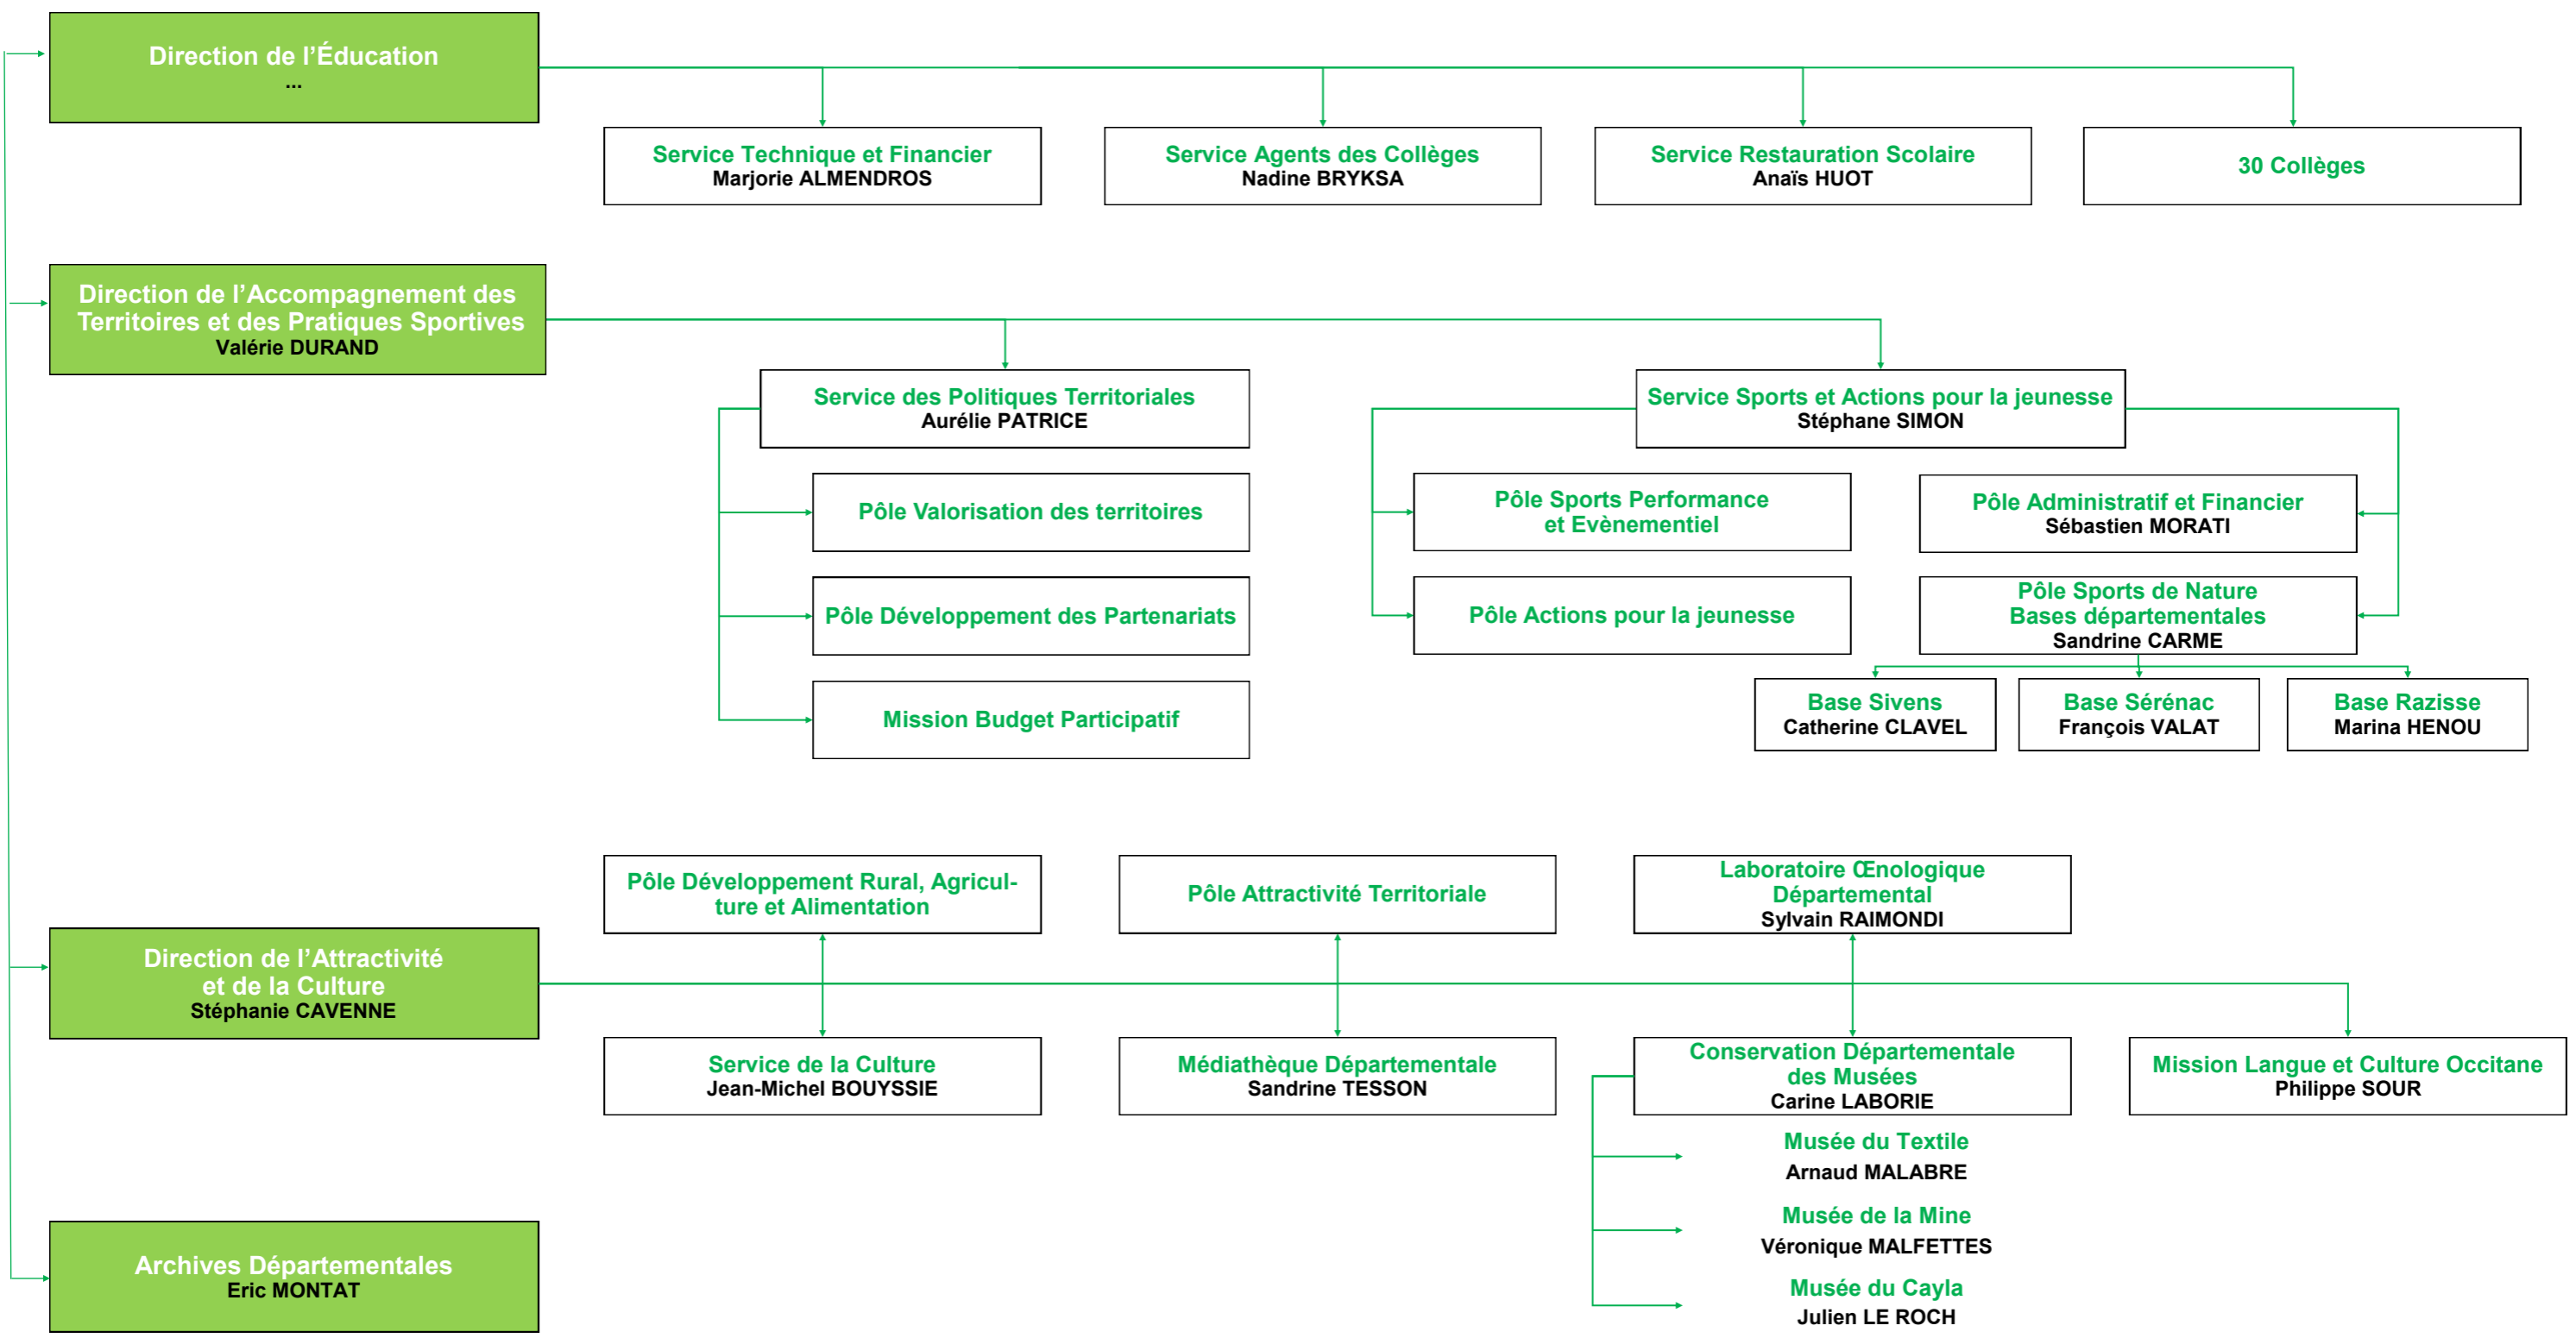 Direction de l’Éducation
...
Service Technique et Financier
Marjorie ALMENDROS
Service Agents des Collèges
Nadine BRYKSA
Service Restauration Scolaire
Anaïs HUOT
30 Collèges
Direction de l’Accompagnement des
Territoires et des Pratiques Sportives
Valérie DURAND
Service des Politiques Territoriales
Aurélie PATRICE
Pôle Valorisation des territoires
Pôle Développement des Partenariats
Mission Budget Participatif
Service Sports et Actions pour la jeunesse
Stéphane SIMON
Pôle Sports Performance
et Evènementiel
Pôle Actions pour la jeunesse
Pôle Administratif et Financier
Sébastien MORATI
Pôle Sports de Nature
Bases départementales
Sandrine CARME
Base Sivens
Catherine CLAVEL
Base Sérénac
François VALAT
Base Razisse
Marina HENOU
Direction de l’Attractivité
et de la Culture
Stéphanie CAVENNE
Pôle Développement Rural, Agricul-
ture et Alimentation
Pôle Attractivité Territoriale
Laboratoire Œnologique
Départemental
Sylvain RAIMONDI
Service de la Culture
Jean-Michel BOUYSSIE
Médiathèque Départementale
Sandrine TESSON
Conservation Départementale
des Musées
Carine LABORIE
Mission Langue et Culture Occitane
Philippe SOUR
Musée du Textile
Arnaud MALABRE
Musée de la Mine
Véronique MALFETTES
Musée du Cayla
Julien LE ROCH
Archives Départementales
Eric MONTAT